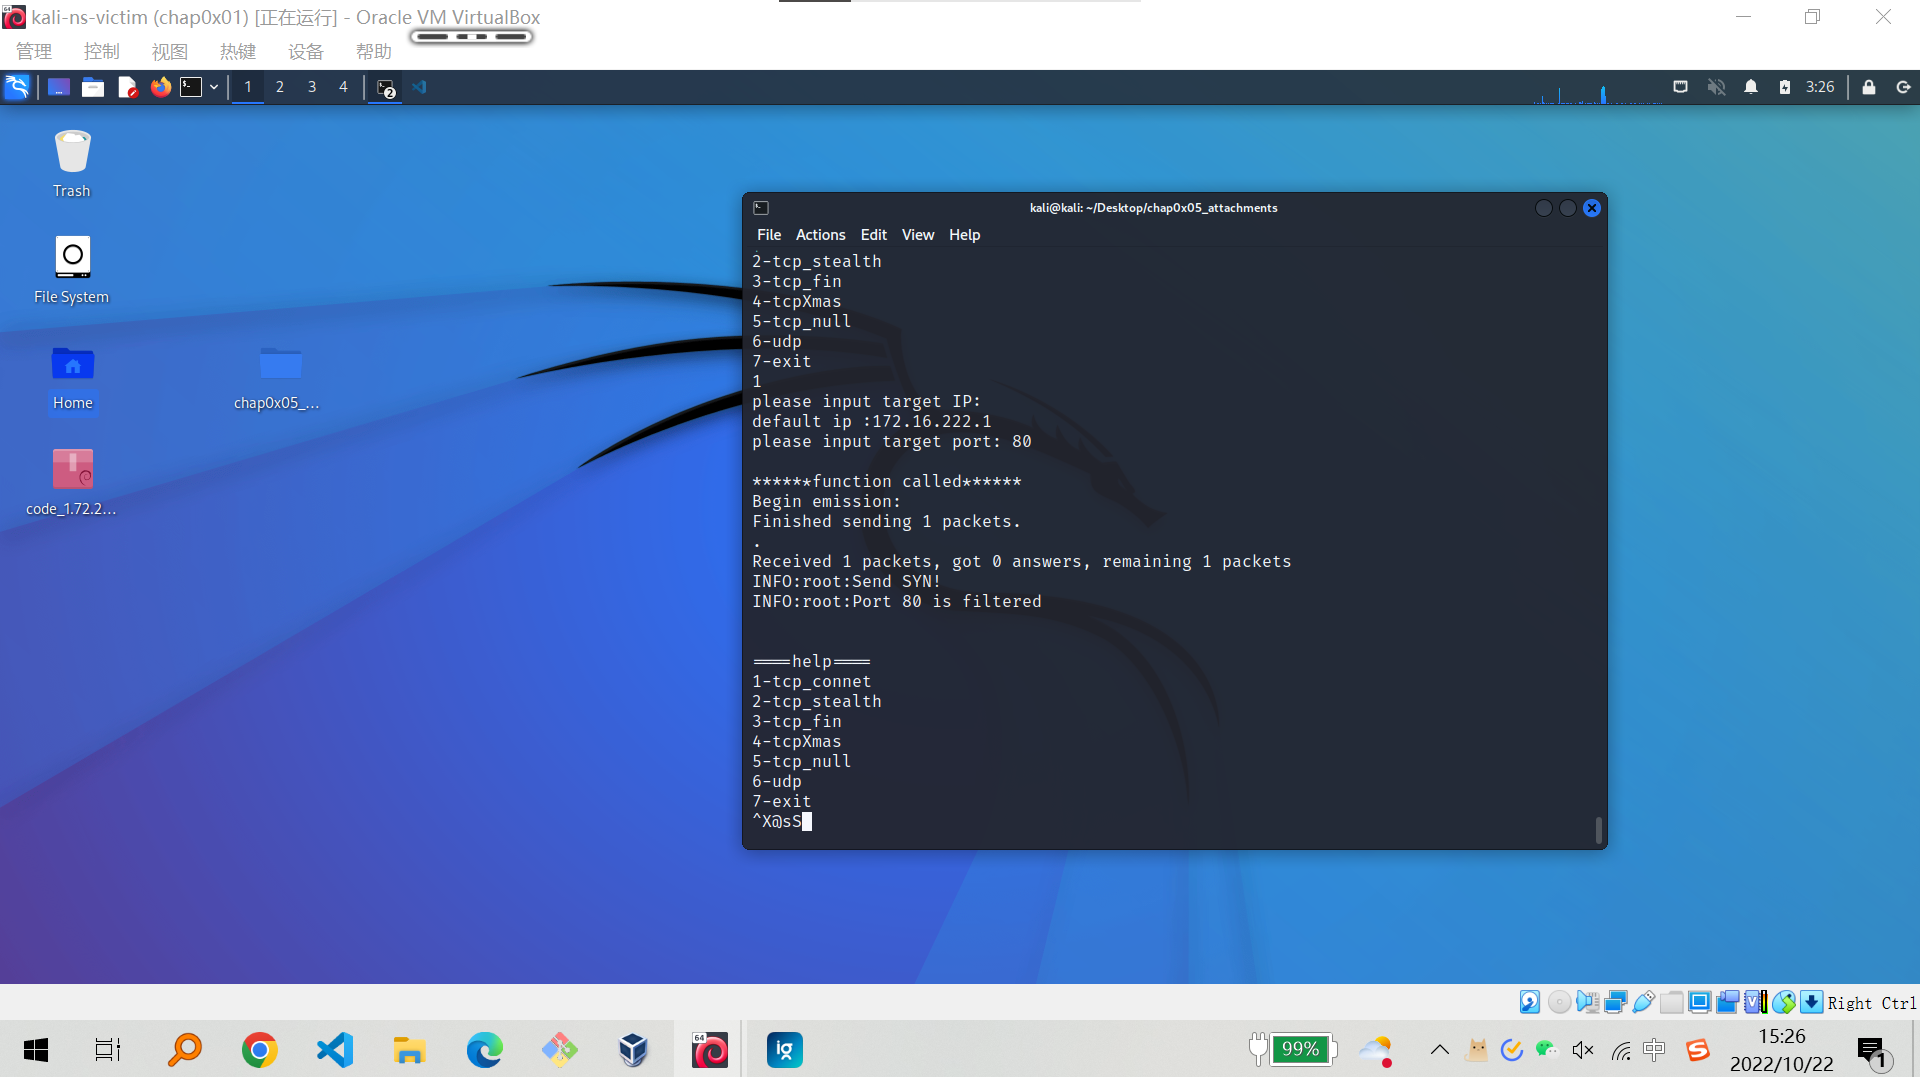 kali-ns-victim (chap0x01) [正在运行] - Oracle VM VirtualBox
管理 控制 视图 热键 设备 帮助
1 2 3 4 2 3:26
Trash
File System
Home
chap0x05_...
code_1.72.2...
kali@kali: ~/Desktop/chap0x05_attachments
File Actions Edit View Help
2-tcp_stealth
3-tcp_fin
4-tcpXmas
5-tcp_null
6-udp
7-exit
1
please input target IP:
default ip :172.16.222.1
please input target port: 80
******function called******
Begin emission:
Finished sending 1 packets.
.
Received 1 packets, got 0 answers, remaining 1 packets
INFO:root:Send SYN!
INFO:root:Port 80 is filtered
====help====
1-tcp_connet
2-tcp_stealth
3-tcp_fin
4-tcpXmas
5-tcp_null
6-udp
7-exit
^X@sS
Right Ctrl
64
ig
99%
中
15:26
2022/10/22
1